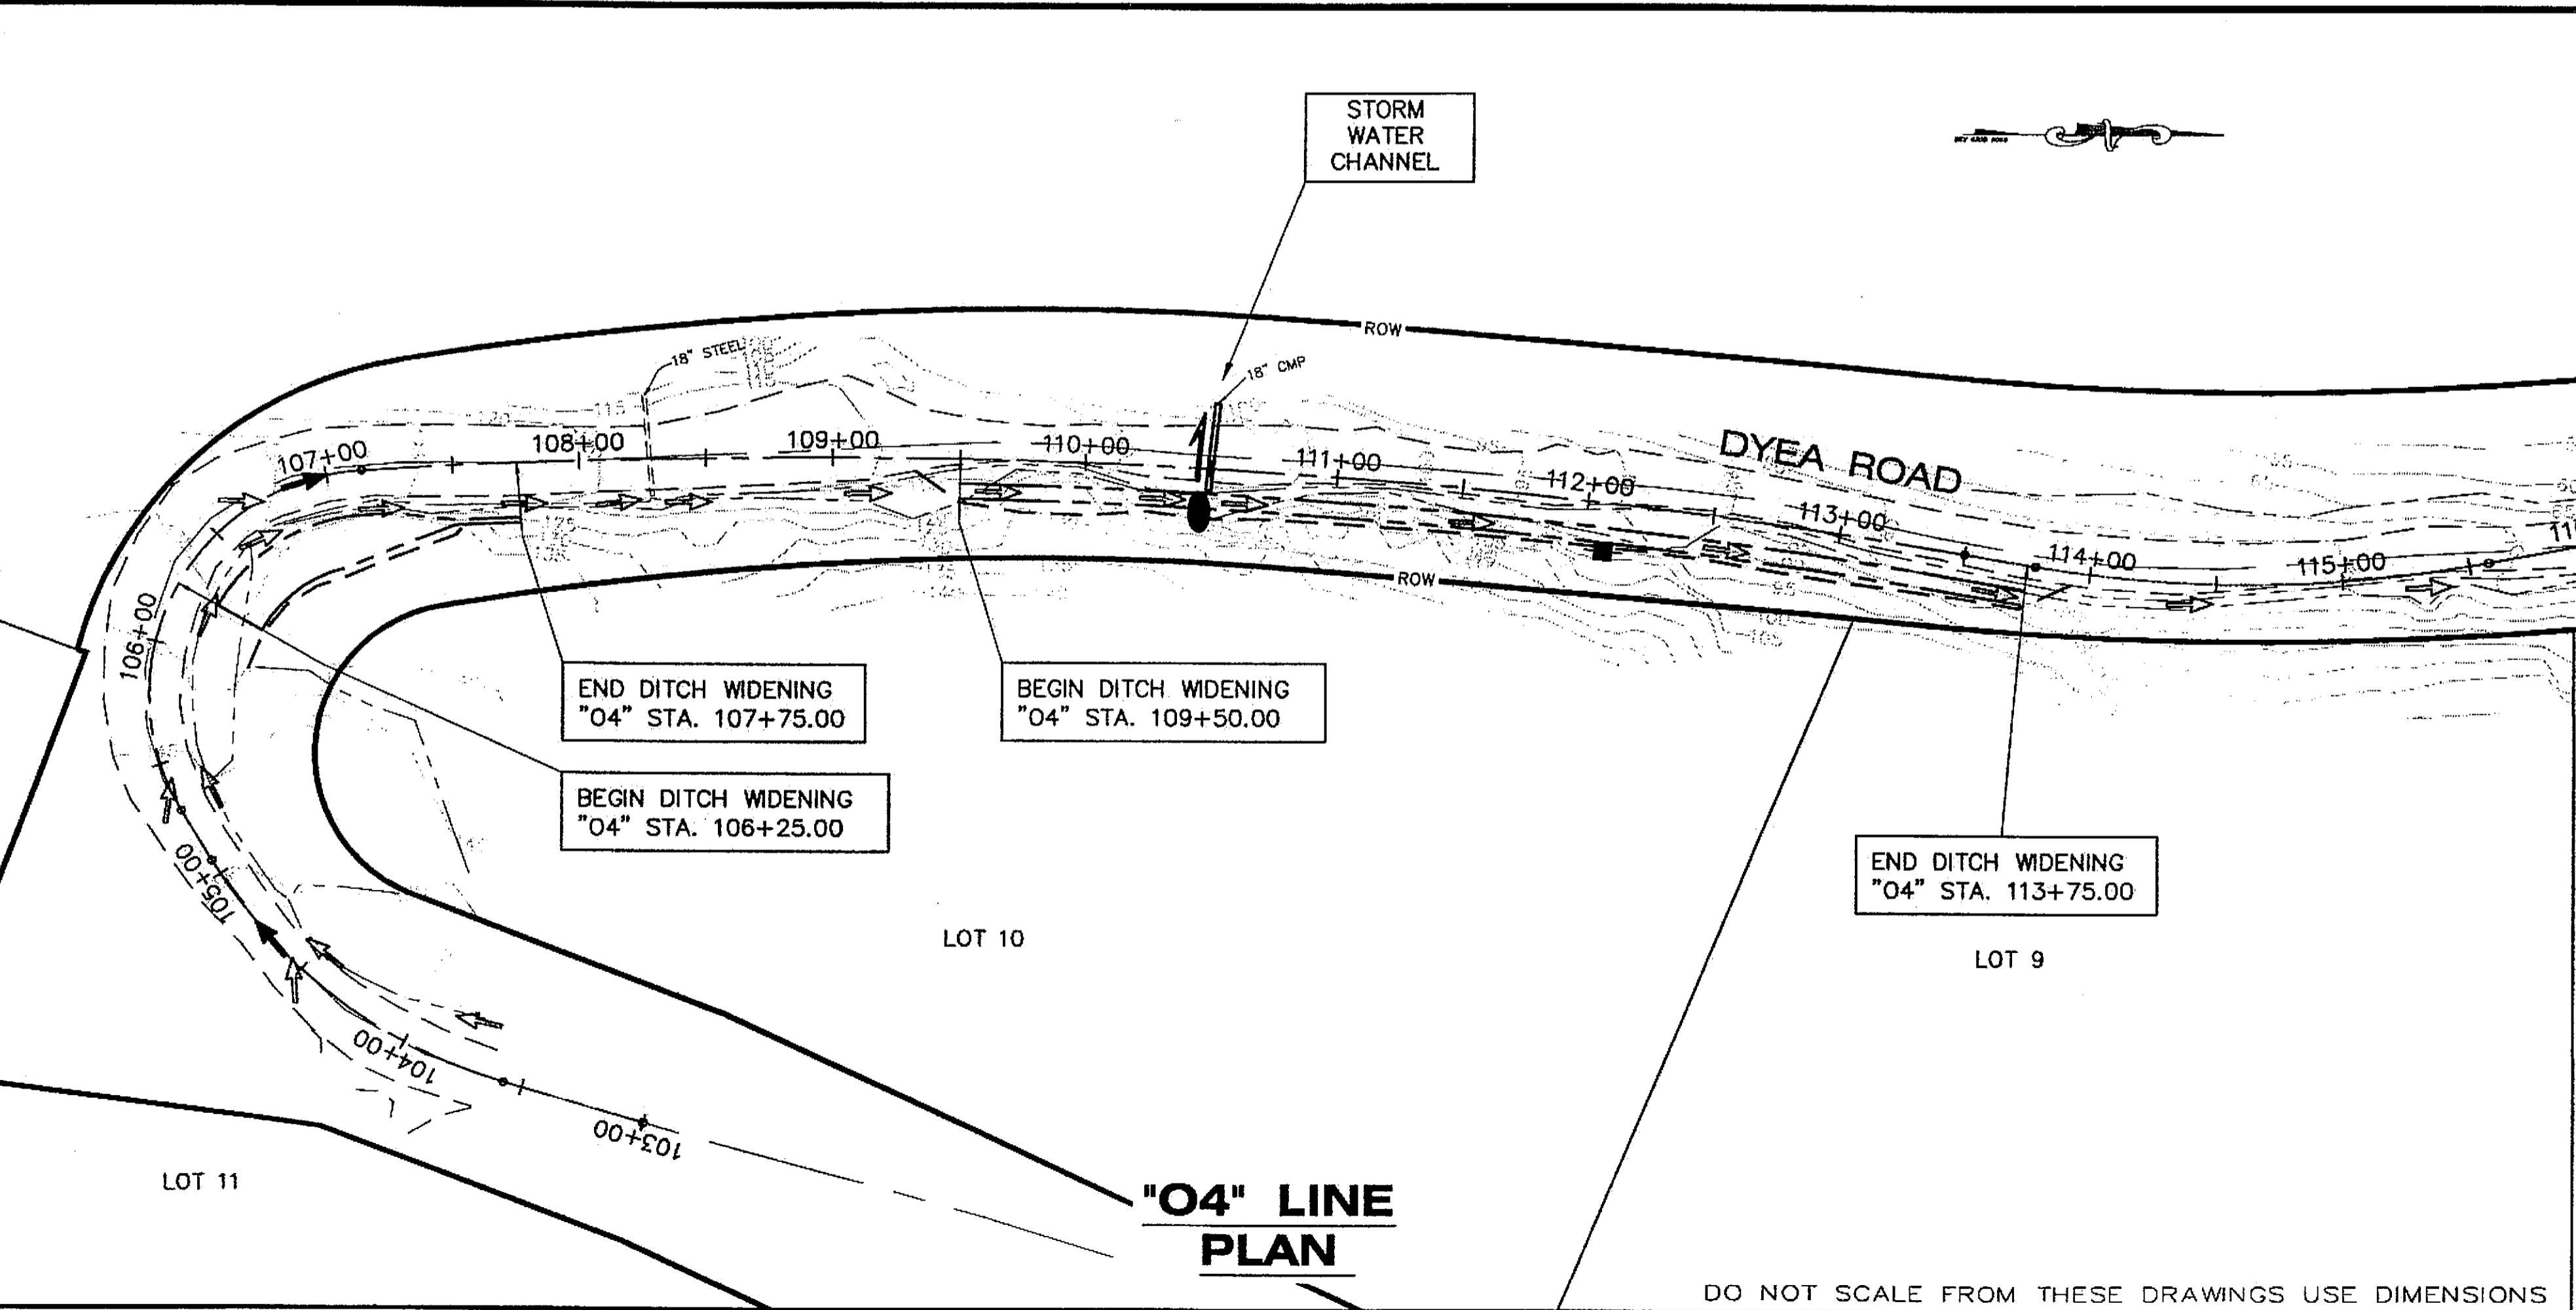 STORM
WATER
CHANNEL
ROW
18" STEEL
18" CMP
115
107+00
108+00
109+00
110+00
111+00
112+00
113+00
114+00
115+00
DYEA ROAD
ROW
106+00
105+00
104+00
103+00
END DITCH WIDENING
"O4" STA. 107+75.00
BEGIN DITCH WIDENING
"O4" STA. 109+50.00
BEGIN DITCH WIDENING
"O4" STA. 106+25.00
END DITCH WIDENING
"O4" STA. 113+75.00
LOT 10
LOT 9
LOT 11
"O4" LINE
PLAN
DO NOT SCALE FROM THESE DRAWINGS USE DIMENSIONS